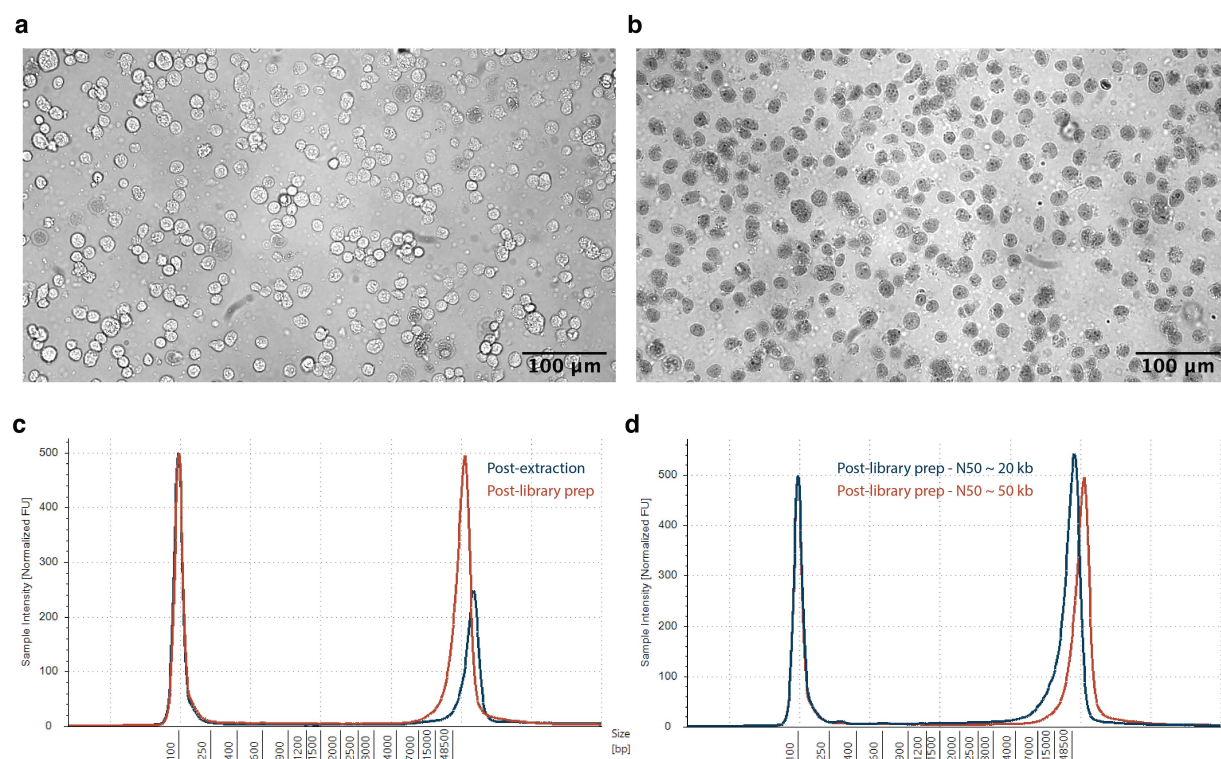 a
b
100 µm
100 µm
c
d
Sample Intensity [Normalized FU]
500
400
300
200
100
0
Post-extraction
Post-library prep
100
250
400
600
900
1200
1500
2000
2500
3000
4000
7000
15000
48500
Size
[bp]
Sample Intensity [Normalized FU]
500
400
300
200
100
0
Post-library prep - N50 ~ 20 kb
Post-library prep - N50 ~ 50 kb
100
250
400
600
900
1200
1500
2000
2500
3000
4000
7000
15000
48500